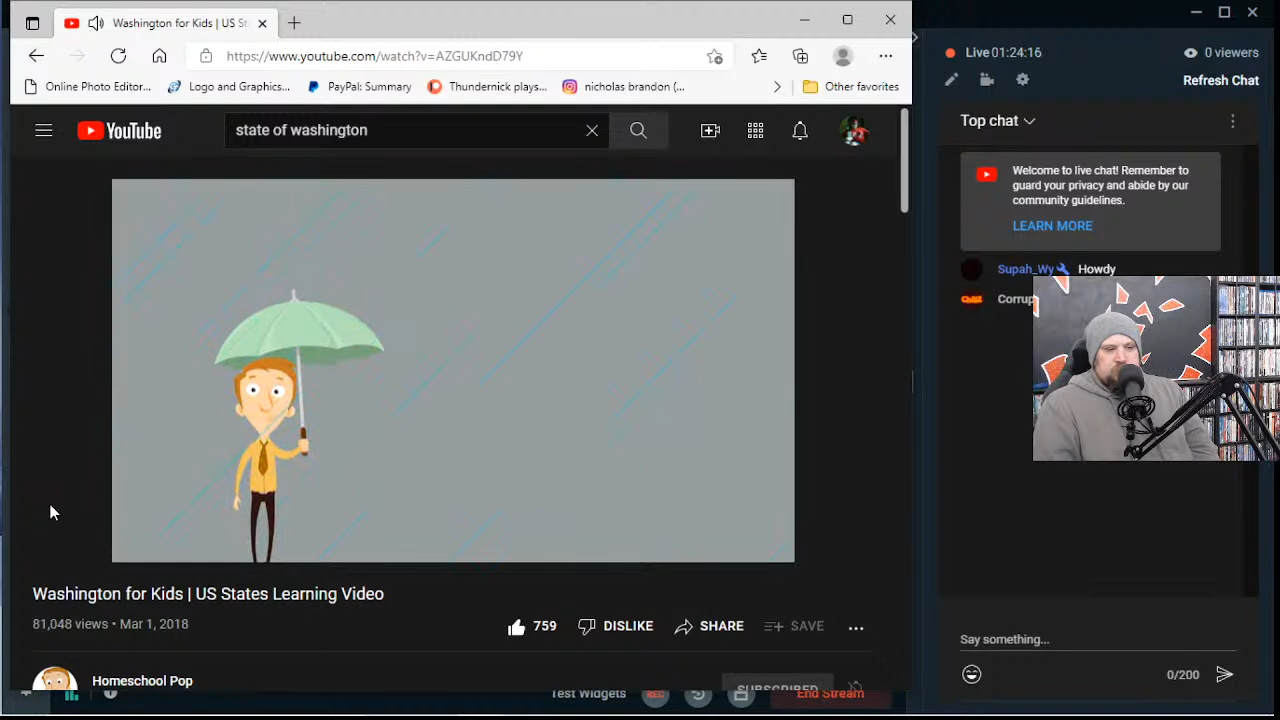 Washington for Kids | US St
https://www.youtube.com/watch?v=AZGUKndD79Y
Online Photo Editor...
Logo and Graphics...
PayPal: Summary
Thundernick plays...
nicholas brandon (...
Other favorites
YouTube
state of washington
Washington for Kids | US States Learning Video
81,048 views • Mar 1, 2018
759
DISLIKE
SHARE
SAVE
Homeschool Pop
SUBSCRIBED
Test Widgets
REC
End Stream
Live 01:24:16
0 viewers
Refresh Chat
Top chat
Welcome to live chat! Remember to
guard your privacy and abide by our
community guidelines.
LEARN MORE
Supah_Wy Howdy
Corrup
Say something...
0/200